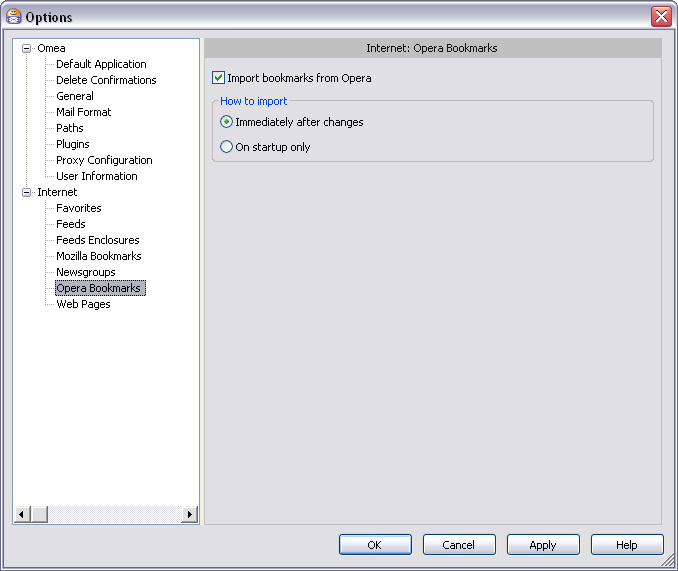 Options
Omea
Default Application
Delete Confirmations
General
Mail Format
Paths
Plugins
Proxy Configuration
User Information
Internet
Favorites
Feeds
Feeds Enclosures
Mozilla Bookmarks
Newsgroups
Opera Bookmarks
Web Pages
Internet: Opera Bookmarks
Import bookmarks from Opera
How to import
Immediately after changes
On startup only
OK
Cancel
Apply
Help